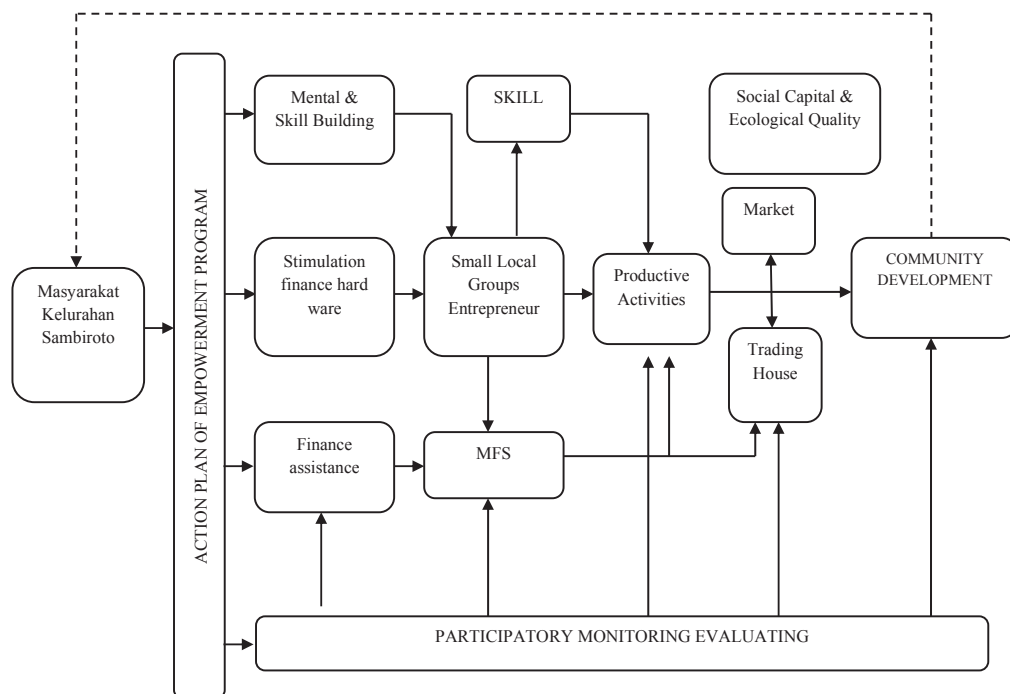 Masyarakat
Kelurahan
Sambiroto
ACTION PLAN OF EMPOWERMENT PROGRAM
Mental &
Skill Building
SKILL
Social Capital &
Ecological Quality
Market
Stimulation
finance hard
ware
Small Local
Groups
Entrepreneur
Productive
Activities
COMMUNITY
DEVELOPMENT
Trading
House
Finance
assistance
MFS
PARTICIPATORY MONITORING EVALUATING